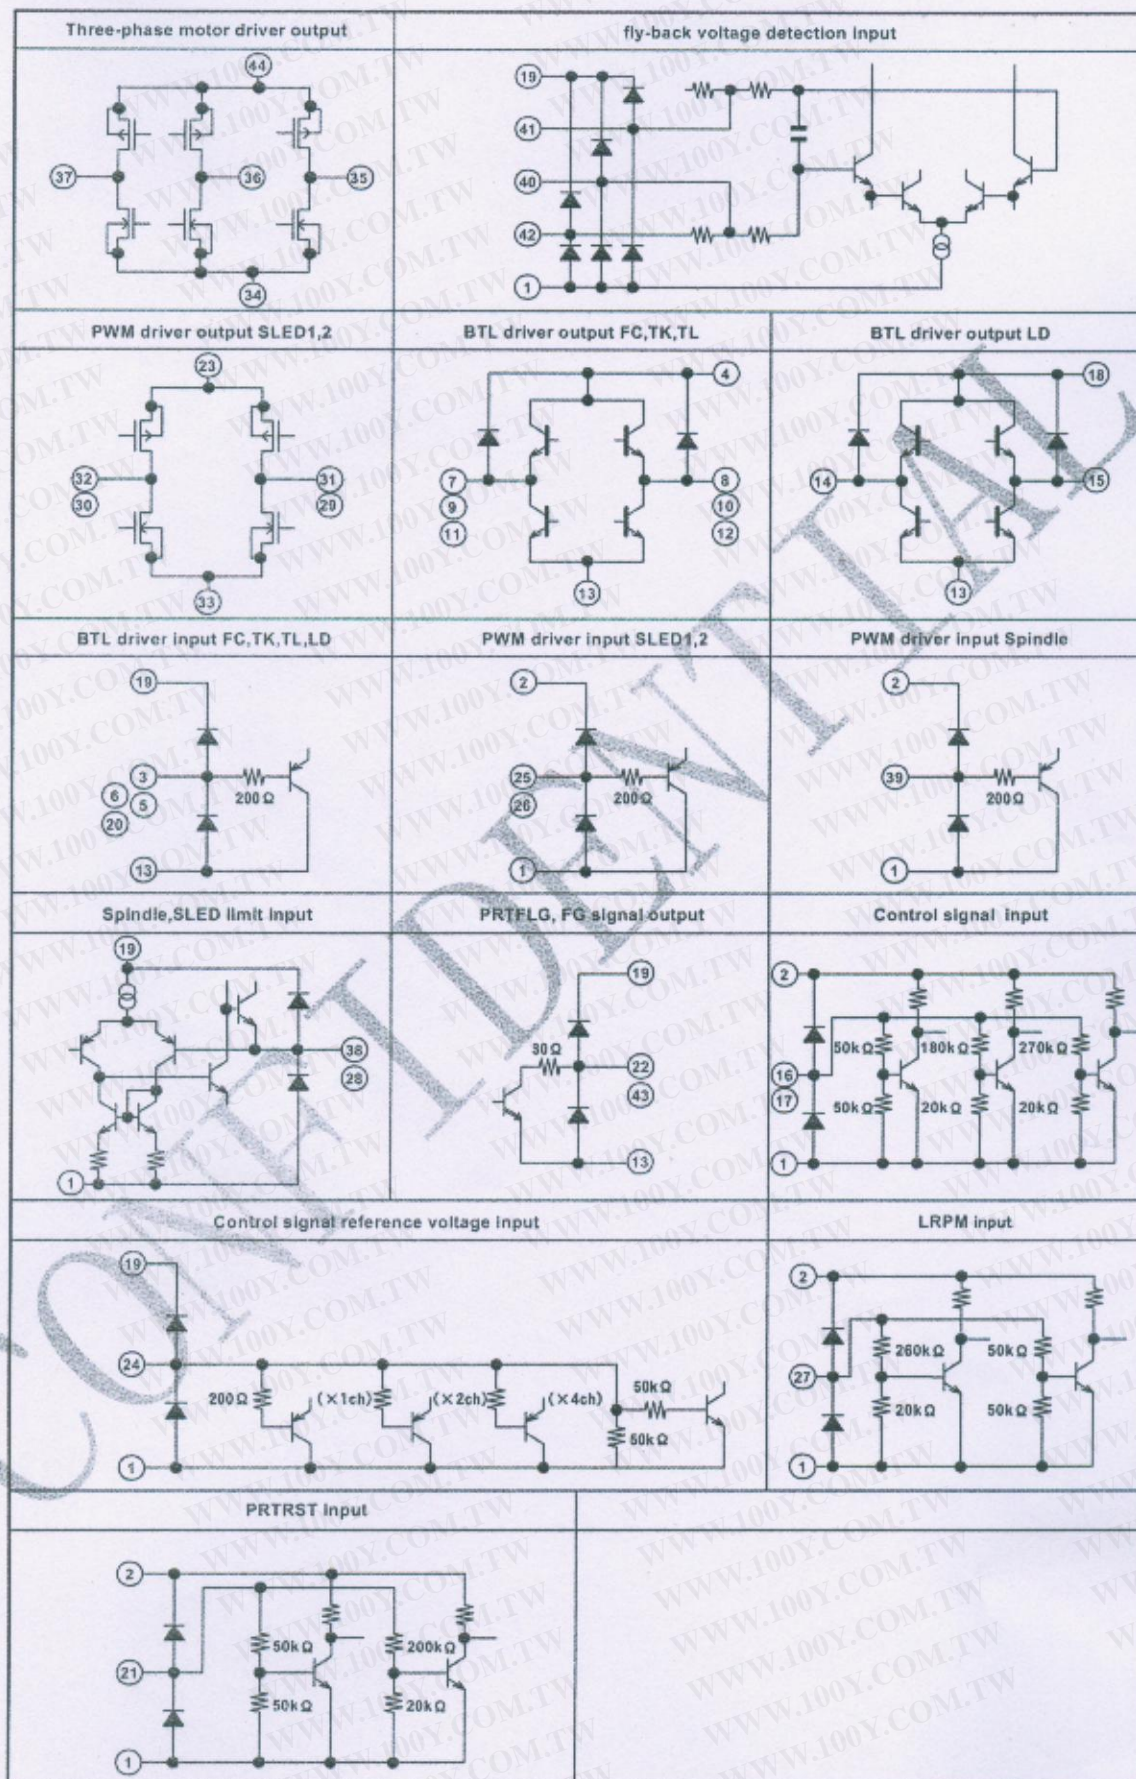 Three-phase motor driver output
fly-back voltage detection input
44
37
36
35
34
19
41
40
42
1
PWM driver output SLED1,2
BTL driver output FC,TK,TL
BTL driver output LD
23
32
30
31
29
33
4
7
9
11
8
10
12
13
18
14
15
13
BTL driver input FC,TK,TL,LD
PWM driver input SLED1,2
PWM driver input Spindle
19
3
6
5
20
200Ω
13
2
25
26
200Ω
1
2
39
200Ω
1
Spindle,SLED limit input
PRTFLG, FG signal output
Control signal input
19
38
28
1
19
30Ω
22
43
13
2
50kΩ
180kΩ
270kΩ
16
17
50kΩ
20kΩ
20kΩ
1
Control signal reference voltage input
LRPM input
19
24
200Ω
(×1ch)
(×2ch)
(×4ch)
50kΩ
50kΩ
1
2
260kΩ
50kΩ
27
20kΩ
50kΩ
1
PRTRST input
2
50kΩ
200kΩ
21
50kΩ
20kΩ
1
CONFIDENTIAL
WWW.100Y.COM.TW